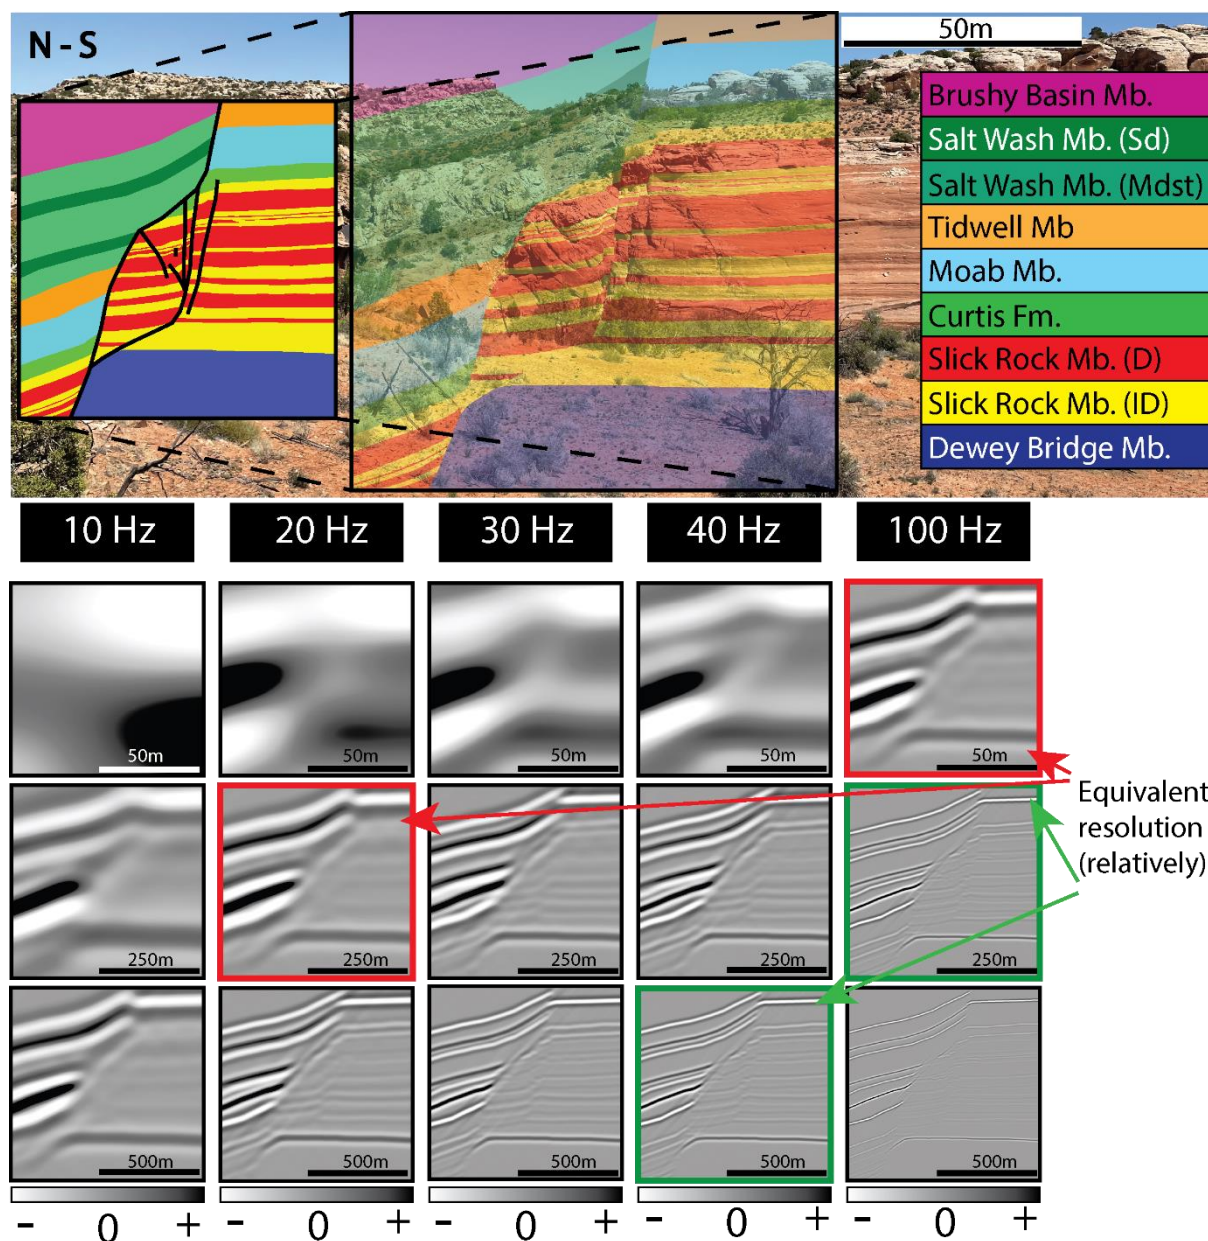 N - S
50m
Brushy Basin Mb.
Salt Wash Mb. (Sd)
Salt Wash Mb. (Mdst)
Tidwell Mb
Moab Mb.
Curtis Fm.
Slick Rock Mb. (D)
Slick Rock Mb. (ID)
Dewey Bridge Mb.
10 Hz 20 Hz 30 Hz 40 Hz 100 Hz
50m 50m 50m 50m 50m
Equivalent
resolution
(relatively)
250m 250m 250m 250m 250m
500m 500m 500m 500m 500m
- 0 + - 0 + - 0 + - 0 + - 0 +